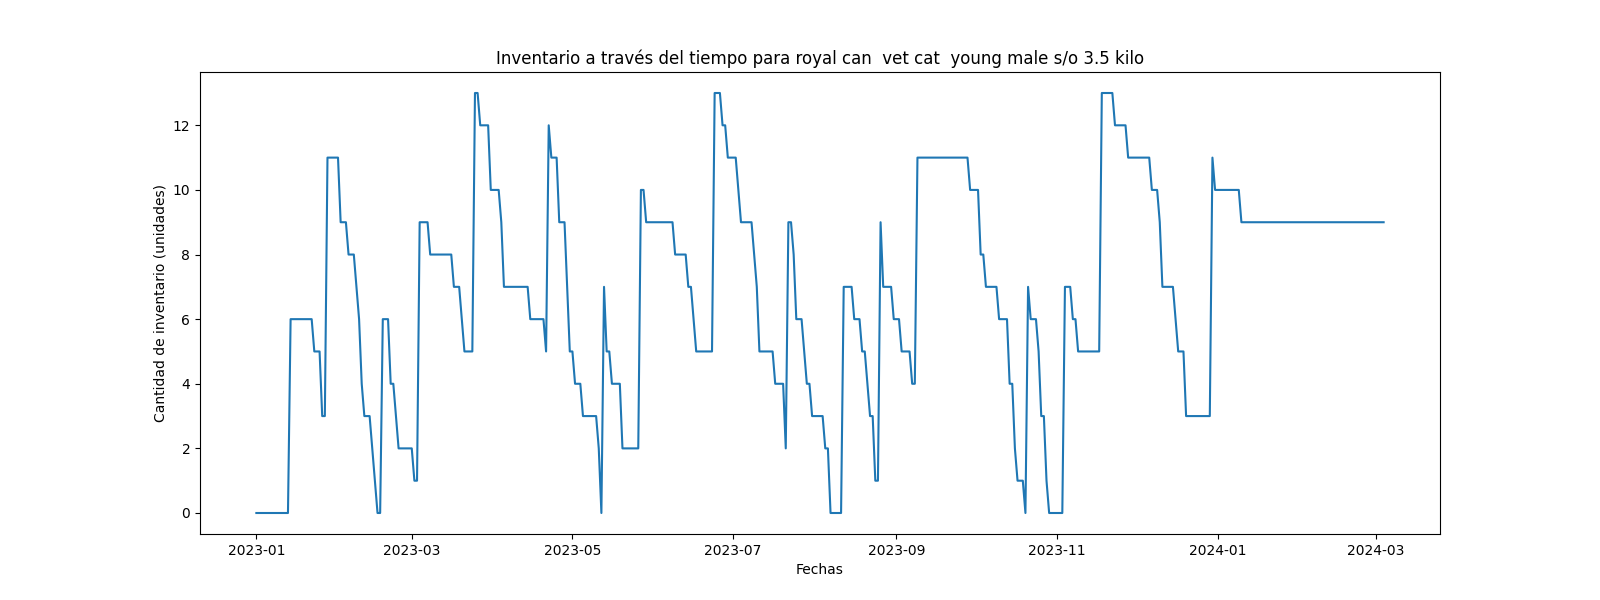 Inventario a través del tiempo para royal can  vet cat  young male s/o 3.5 kilo
Cantidad de inventario (unidades)
12
10
8
6
4
2
0
2023-01 2023-03 2023-05 2023-07 2023-09 2023-11 2024-01 2024-03
Fechas